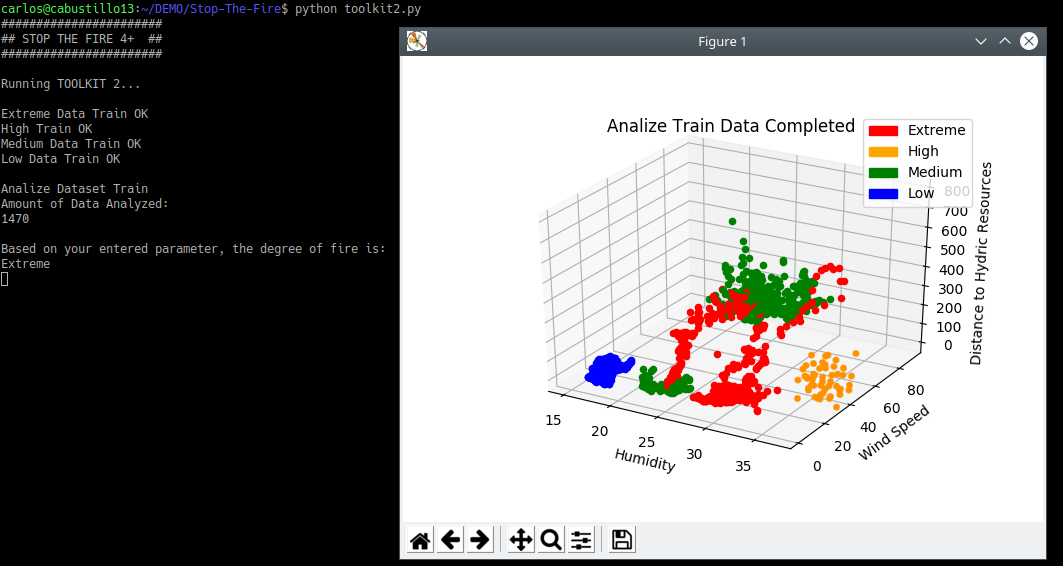 carlos@cabustillo13:~/DEMO/Stop-The-Fire$ python toolkit2.py
#######################
## STOP THE FIRE 4+  ##
#######################
Running TOOLKIT 2...
Extreme Data Train OK
High Train OK
Medium Data Train OK
Low Data Train OK
Analize Dataset Train
Amount of Data Analyzed:
1470
Based on your entered parameter, the degree of fire is:
Extreme
Figure 1
Analize Train Data Completed
Extreme
High
Medium
Low
800
700
600
500
400
300
200
100
0
Distance to Hydric Resources
15
20
25
30
35
Humidity
0
20
40
60
80
Wind Speed